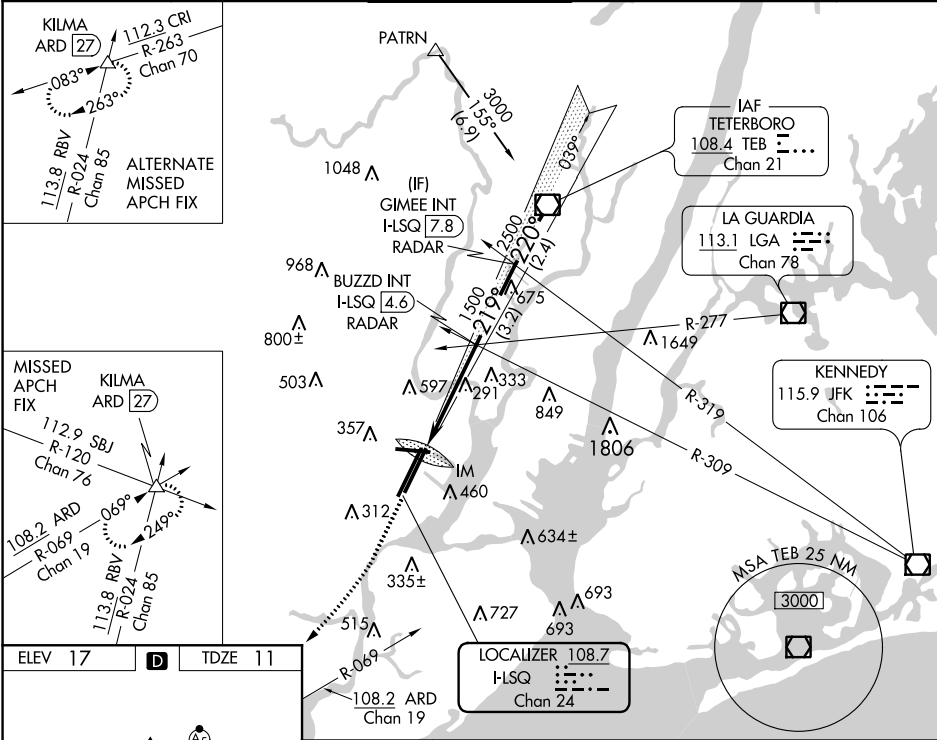 KILMA
ARD 27
112.3 CRI
R-263
Chan 70
083°
263°
113.8 RBV
R-024
Chan 85
ALTERNATE
MISSED
APCH FIX
PATRN
3000
155°
(6.9)
039°
IAF
TETERBORO
108.4 TEB
Chan 21
1048
(IF)
GIMEE INT
I-LSQ 7.8
RADAR
2500
220°
(2.4)
LA GUARDIA
113.1 LGA
Chan 78
968
BUZZD INT
I-LSQ 4.6
RADAR
1500
219°
(3.2)
675
R-277
1649
800±
503
597
291
333
849
1806
R-319
R-309
KENNEDY
115.9 JFK
Chan 106
MISSED
APCH
FIX
KILMA
ARD 27
112.9 SBJ
R-120
Chan 76
069°
249°
108.2 ARD
R-069
Chan 19
113.8 RBV
R-024
Chan 85
357
IM
460
312
634±
335±
727
693
693
515
R-069
108.2 ARD
Chan 19
LOCALIZER 108.7
I-LSQ
Chan 24
MSA TEB 25 NM
3000
ELEV 17
D
TDZE 11